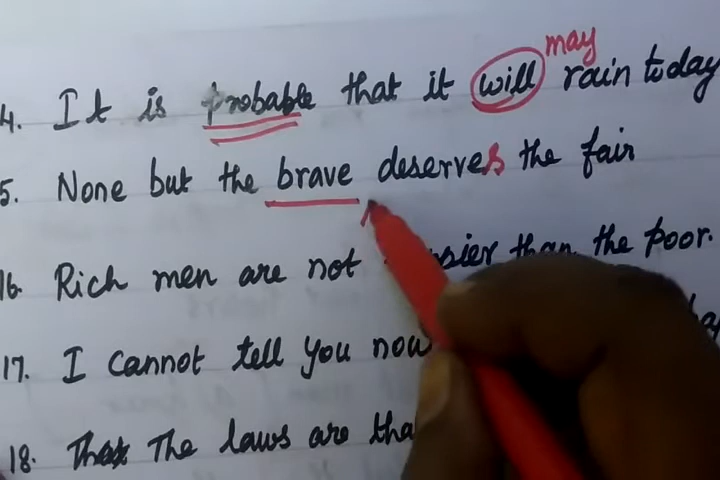 may
4. It is probable that it will rain today
5. None but the brave deserves the fair
16. Rich men are not than the poor.
17. I cannot tell you now
18. The laws are